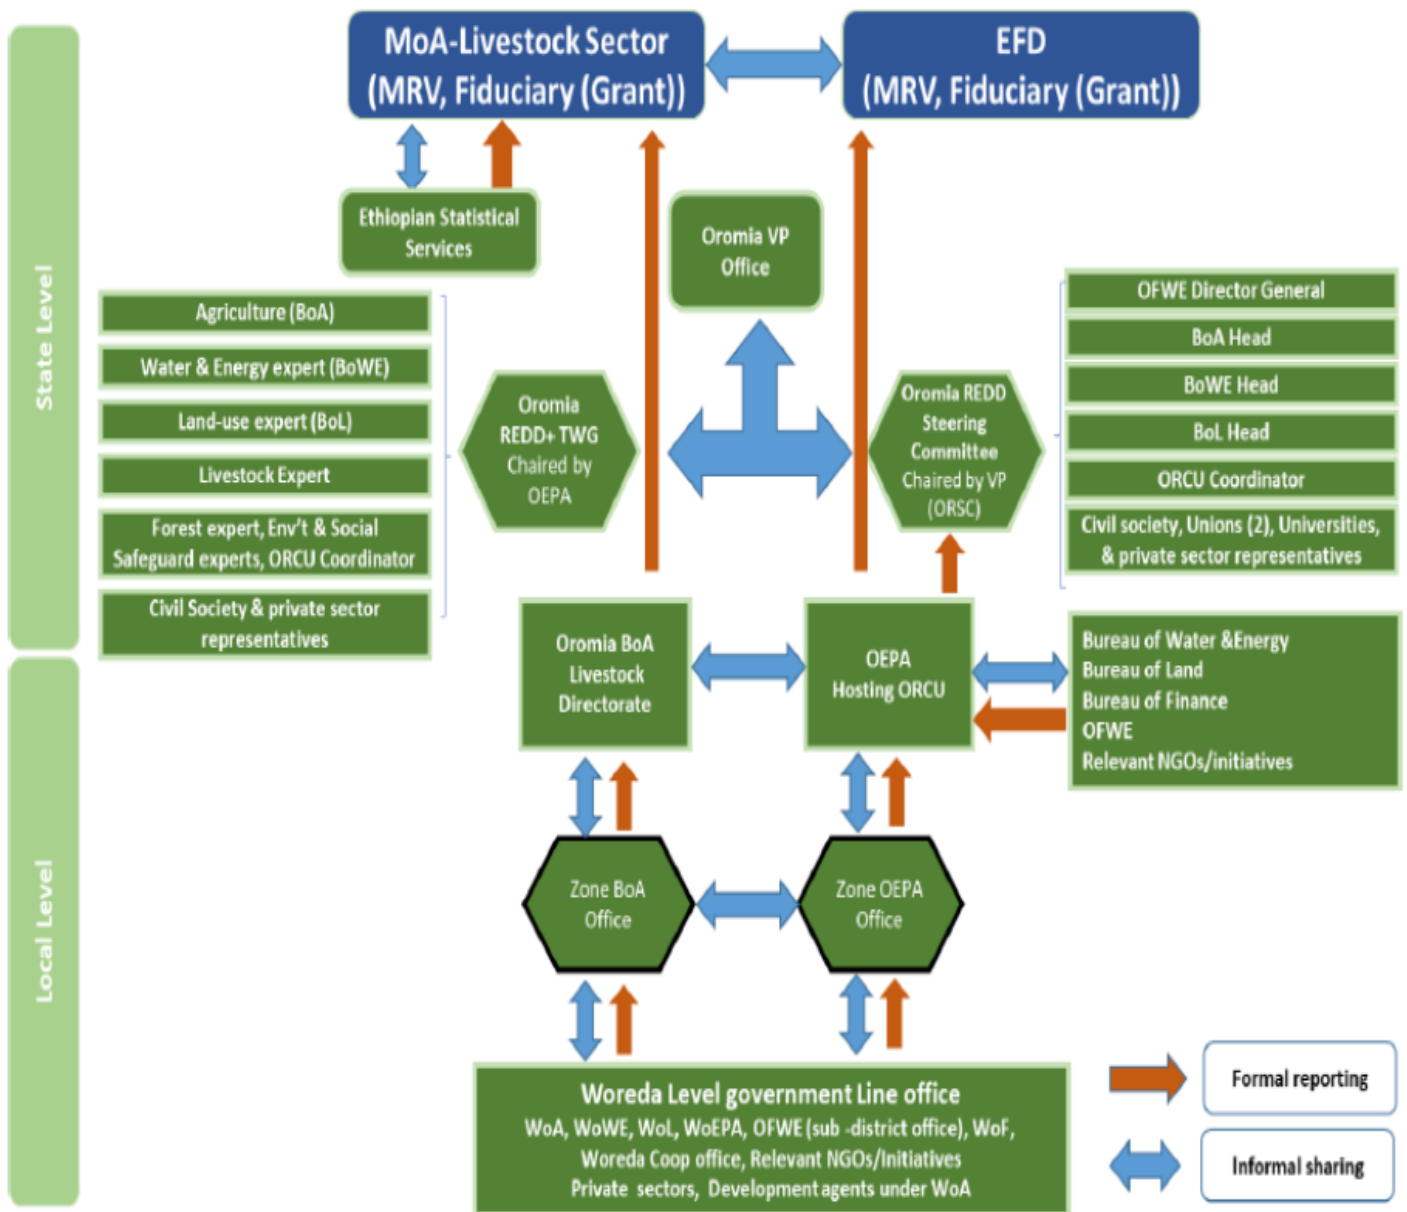 MoA-Livestock Sector
(MRV, Fiduciary (Grant))
EFD
(MRV, Fiduciary (Grant))
State Level
Ethiopian Statistical
Services
Oromia VP
Office
Agriculture (BoA)
Water & Energy expert (BoWE)
Land-use expert (BoL)
Livestock Expert
Forest expert, Env't & Social
Safeguard experts, ORCU Coordinator
Civil Society & private sector
representatives
Oromia
REDD+ TWG
Chaired by
OEPA
Oromia REDD
Steering
Committee
Chaired by VP
(ORSC)
OFWE Director General
BoA Head
BoWE Head
BoL Head
ORCU Coordinator
Civil society, Unions (2), Universities,
& private sector representatives
Local Level
Oromia BoA
Livestock
Directorate
OEPA
Hosting ORCU
Bureau of Water &Energy
Bureau of Land
Bureau of Finance
OFWE
Relevant NGOs/initiatives
Zone BoA
Office
Zone OEPA
Office
Woreda Level government Line office
WoA, WoWE, WoL, WoEPA, OFWE (sub -district office), WoF,
Woreda Coop office, Relevant NGOs/Initiatives
Private sectors, Development agents under WoA
Formal reporting
Informal sharing